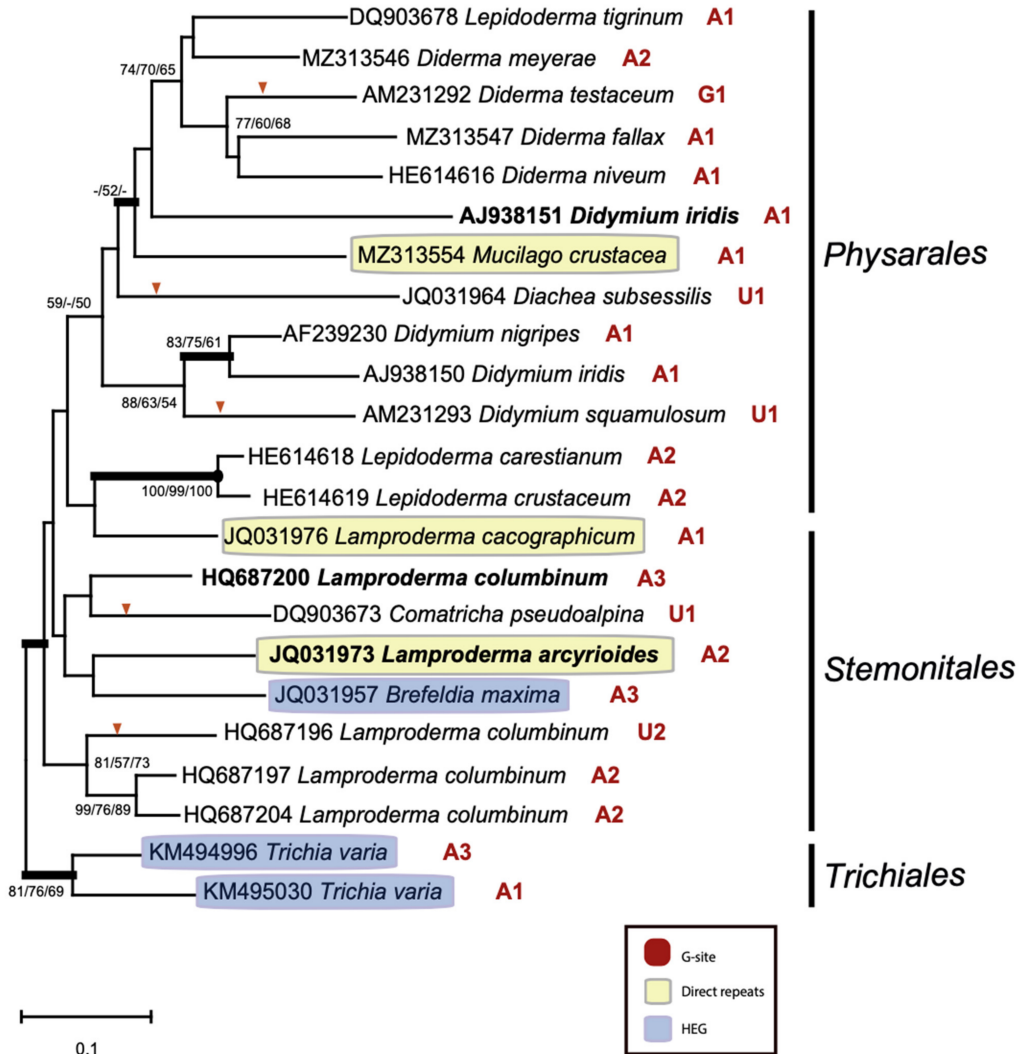 DQ903678 Lepidoderma tigrinum A1
MZ313546 Diderma meyerae A2
74/70/65
AM231292 Diderma testaceum G1
77/60/68
MZ313547 Diderma fallax A1
HE614616 Diderma niveum A1
-/52/-
AJ938151 Didymium iridis A1
MZ313554 Mucilago crustacea A1
Physarales
JQ031964 Diachea subsessilis U1
59/-/50
AF239230 Didymium nigripes A1
83/75/61
AJ938150 Didymium iridis A1
88/63/54
AM231293 Didymium squamulosum U1
HE614618 Lepidoderma carestianum A2
100/99/100
HE614619 Lepidoderma crustaceum A2
JQ031976 Lamproderma cacographicum A1
HQ687200 Lamproderma columbinum A3
DQ903673 Comatricha pseudoalpina U1
JQ031973 Lamproderma arcyrioides A2
Stemonitales
JQ031957 Brefeldia maxima A3
HQ687196 Lamproderma columbinum U2
81/57/73
HQ687197 Lamproderma columbinum A2
99/76/89
HQ687204 Lamproderma columbinum A2
KM494996 Trichia varia A3
Trichiales
81/76/69
KM495030 Trichia varia A1
G-site
Direct repeats
HEG
0.1